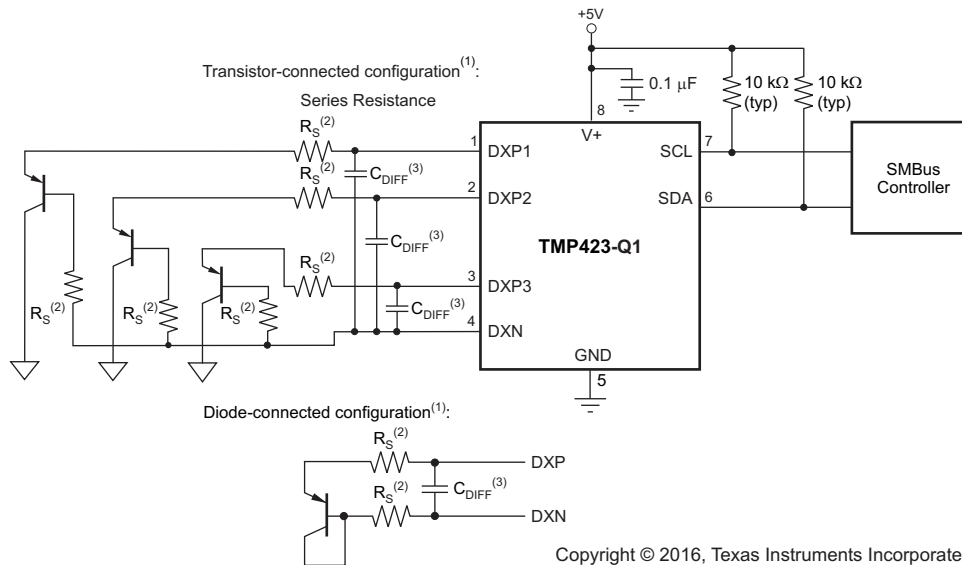 +5V
Transistor-connected configuration(1):
Series Resistance
0.1 μF
10 kΩ
(typ)
10 kΩ
(typ)
RS(2)
1
DXP1
8
V+
SCL
7
CDIFF(3)
RS(2)
2
DXP2
SDA
6
SMBus
Controller
CDIFF(3)
TMP423-Q1
RS(2)
3
DXP3
RS(2)
RS(2)
RS(2)
CDIFF(3)
4
DXN
GND
5
Diode-connected configuration(1):
RS(2)
DXP
CDIFF(3)
RS(2)
DXN
Copyright © 2016, Texas Instruments Incorporate